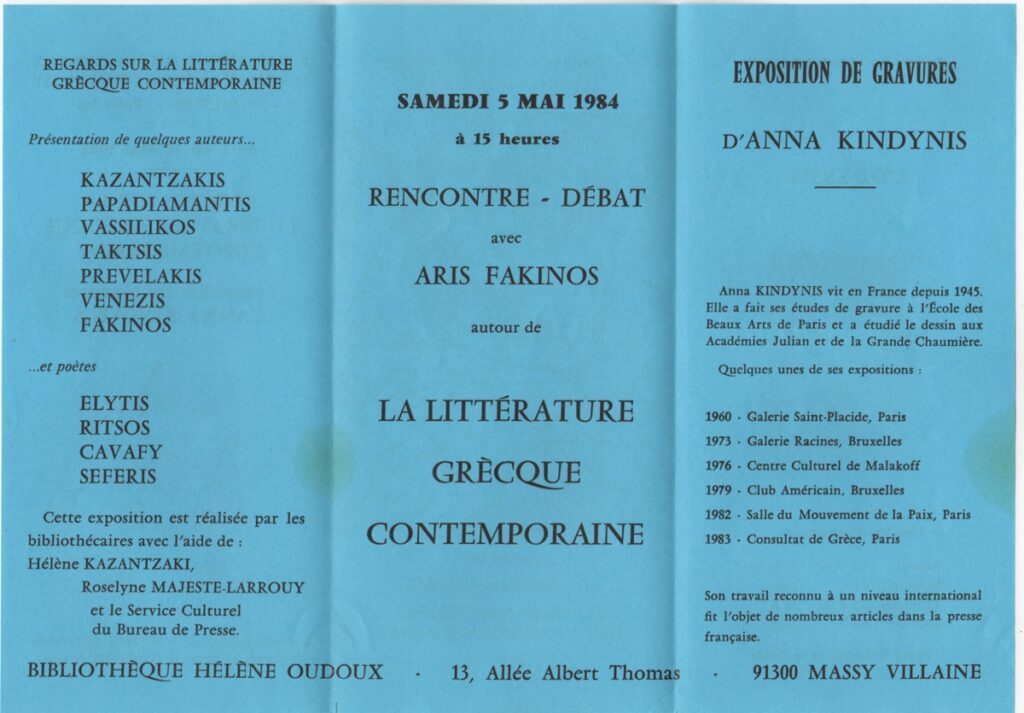 REGARDS SUR LA LITTÉRATURE
GRÈCQUE CONTEMPORAINE
Présentation de quelques auteurs...
KAZANTZAKIS
PAPADIAMANTIS
VASSILIKOS
TAKTSIS
PREVELAKIS
VENEZIS
FAKINOS
...et poètes
ELYTIS
RITSOS
CAVAFY
SEFERIS
Cette exposition est réalisée par les
bibliothécaires avec l'aide de :
Hélène KAZANTZAKI,
Roselyne MAJESTE-LARROUY
et le Service Culturel
du Bureau de Presse.
SAMEDI 5 MAI 1984
à 15 heures
RENCONTRE - DÉBAT
avec
ARIS FAKINOS
autour de
LA LITTÉRATURE
GRÈCQUE
CONTEMPORAINE
EXPOSITION DE GRAVURES
D'ANNA KINDYNIS
Anna KINDYNIS vit en France depuis 1945.
Elle a fait ses études de gravure à l'École des
Beaux Arts de Paris et a étudié le dessin aux
Académies Julian et de la Grande Chaumière.
Quelques unes de ses expositions :
1960 · Galerie Saint-Placide, Paris
1973 · Galerie Racines, Bruxelles
1976 · Centre Culturel de Malakoff
1979 · Club Américain, Bruxelles
1982 · Salle du Mouvement de la Paix, Paris
1983 · Consultat de Grèce, Paris
Son travail reconnu à un niveau international
fit l'objet de nombreux articles dans la presse
française.
BIBLIOTHÈQUE HÉLÈNE OUDOUX · 13, Allée Albert Thomas · 91300 MASSY VILLAINE